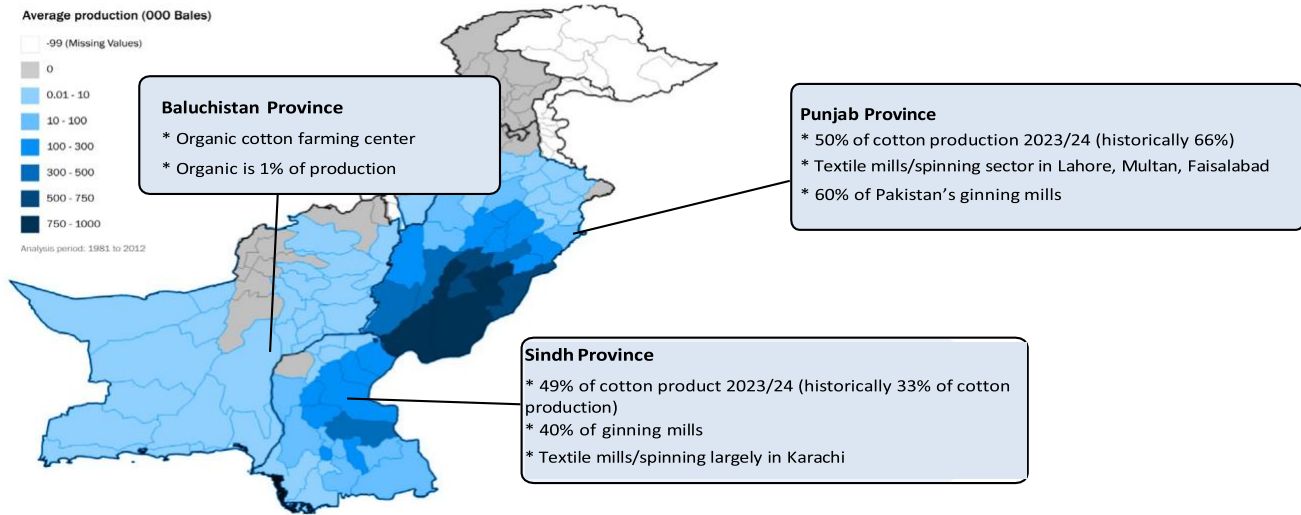 Average production (000 Bales)
-99 (Missing Values)
0
0.01 - 10
10 - 100
100 - 300
300 - 500
500 - 750
750 - 1000
Analysis period: 1981 to 2012
Baluchistan Province
* Organic cotton farming center
* Organic is 1% of production
Punjab Province
* 50% of cotton production 2023/24 (historically 66%)
* Textile mills/spinning sector in Lahore, Multan, Faisalabad
* 60% of Pakistan’s ginning mills
Sindh Province
* 49% of cotton product 2023/24 (historically 33% of cotton
production)
* 40% of ginning mills
* Textile mills/spinning largely in Karachi